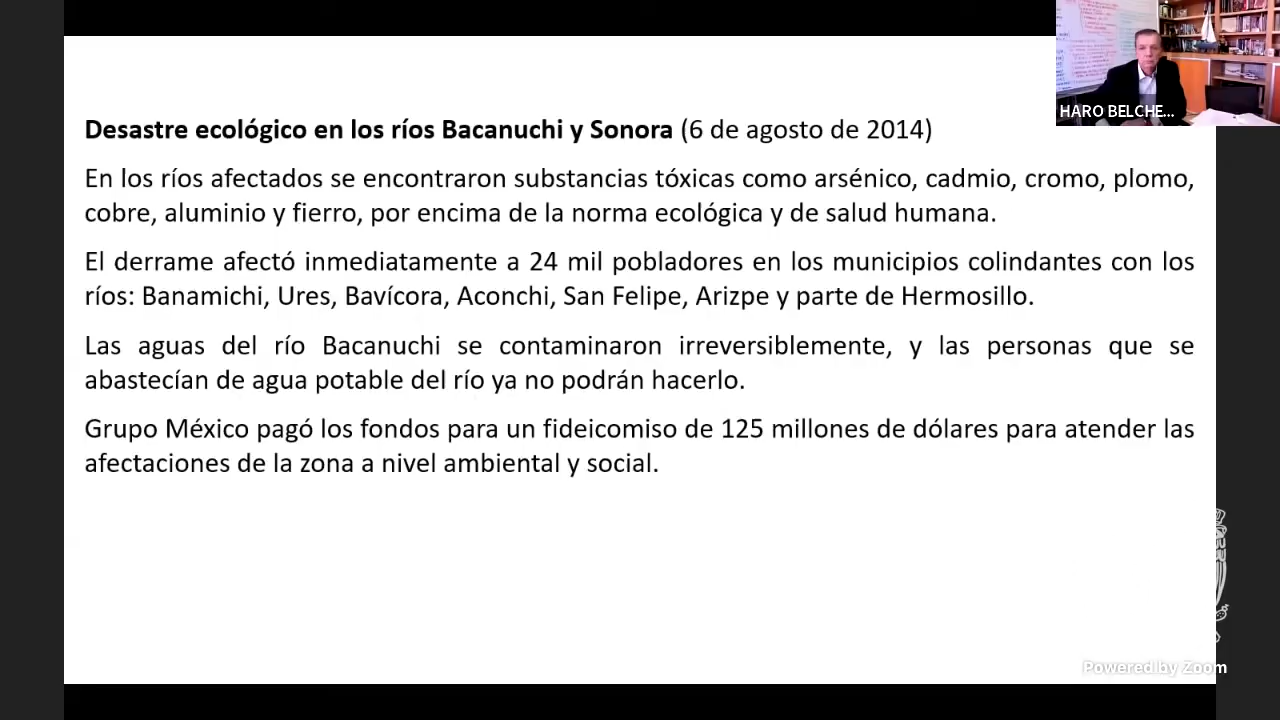 HARO BELCHE...
Desastre ecológico en los ríos Bacanuchi y Sonora (6 de agosto de 2014)
En los ríos afectados se encontraron substancias tóxicas como arsénico, cadmio, cromo, plomo,
cobre, aluminio y fierro, por encima de la norma ecológica y de salud humana.
El derrame afectó inmediatamente a 24 mil pobladores en los municipios colindantes con los
ríos: Banamichi, Ures, Bavícora, Aconchi, San Felipe, Arizpe y parte de Hermosillo.
Las aguas del río Bacanuchi se contaminaron irreversiblemente, y las personas que se
abastecían de agua potable del río ya no podrán hacerlo.
Grupo México pagó los fondos para un fideicomiso de 125 millones de dólares para atender las
afectaciones de la zona a nivel ambiental y social.
Powered by Zoom